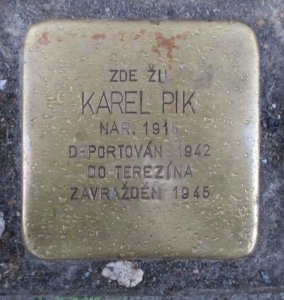 ZDE ŽIL
KAREL PIK
NAR. 1915
DEPORTOVÁN 1942
DO TEREZÍNA
ZAVRAŽDĚN 1945